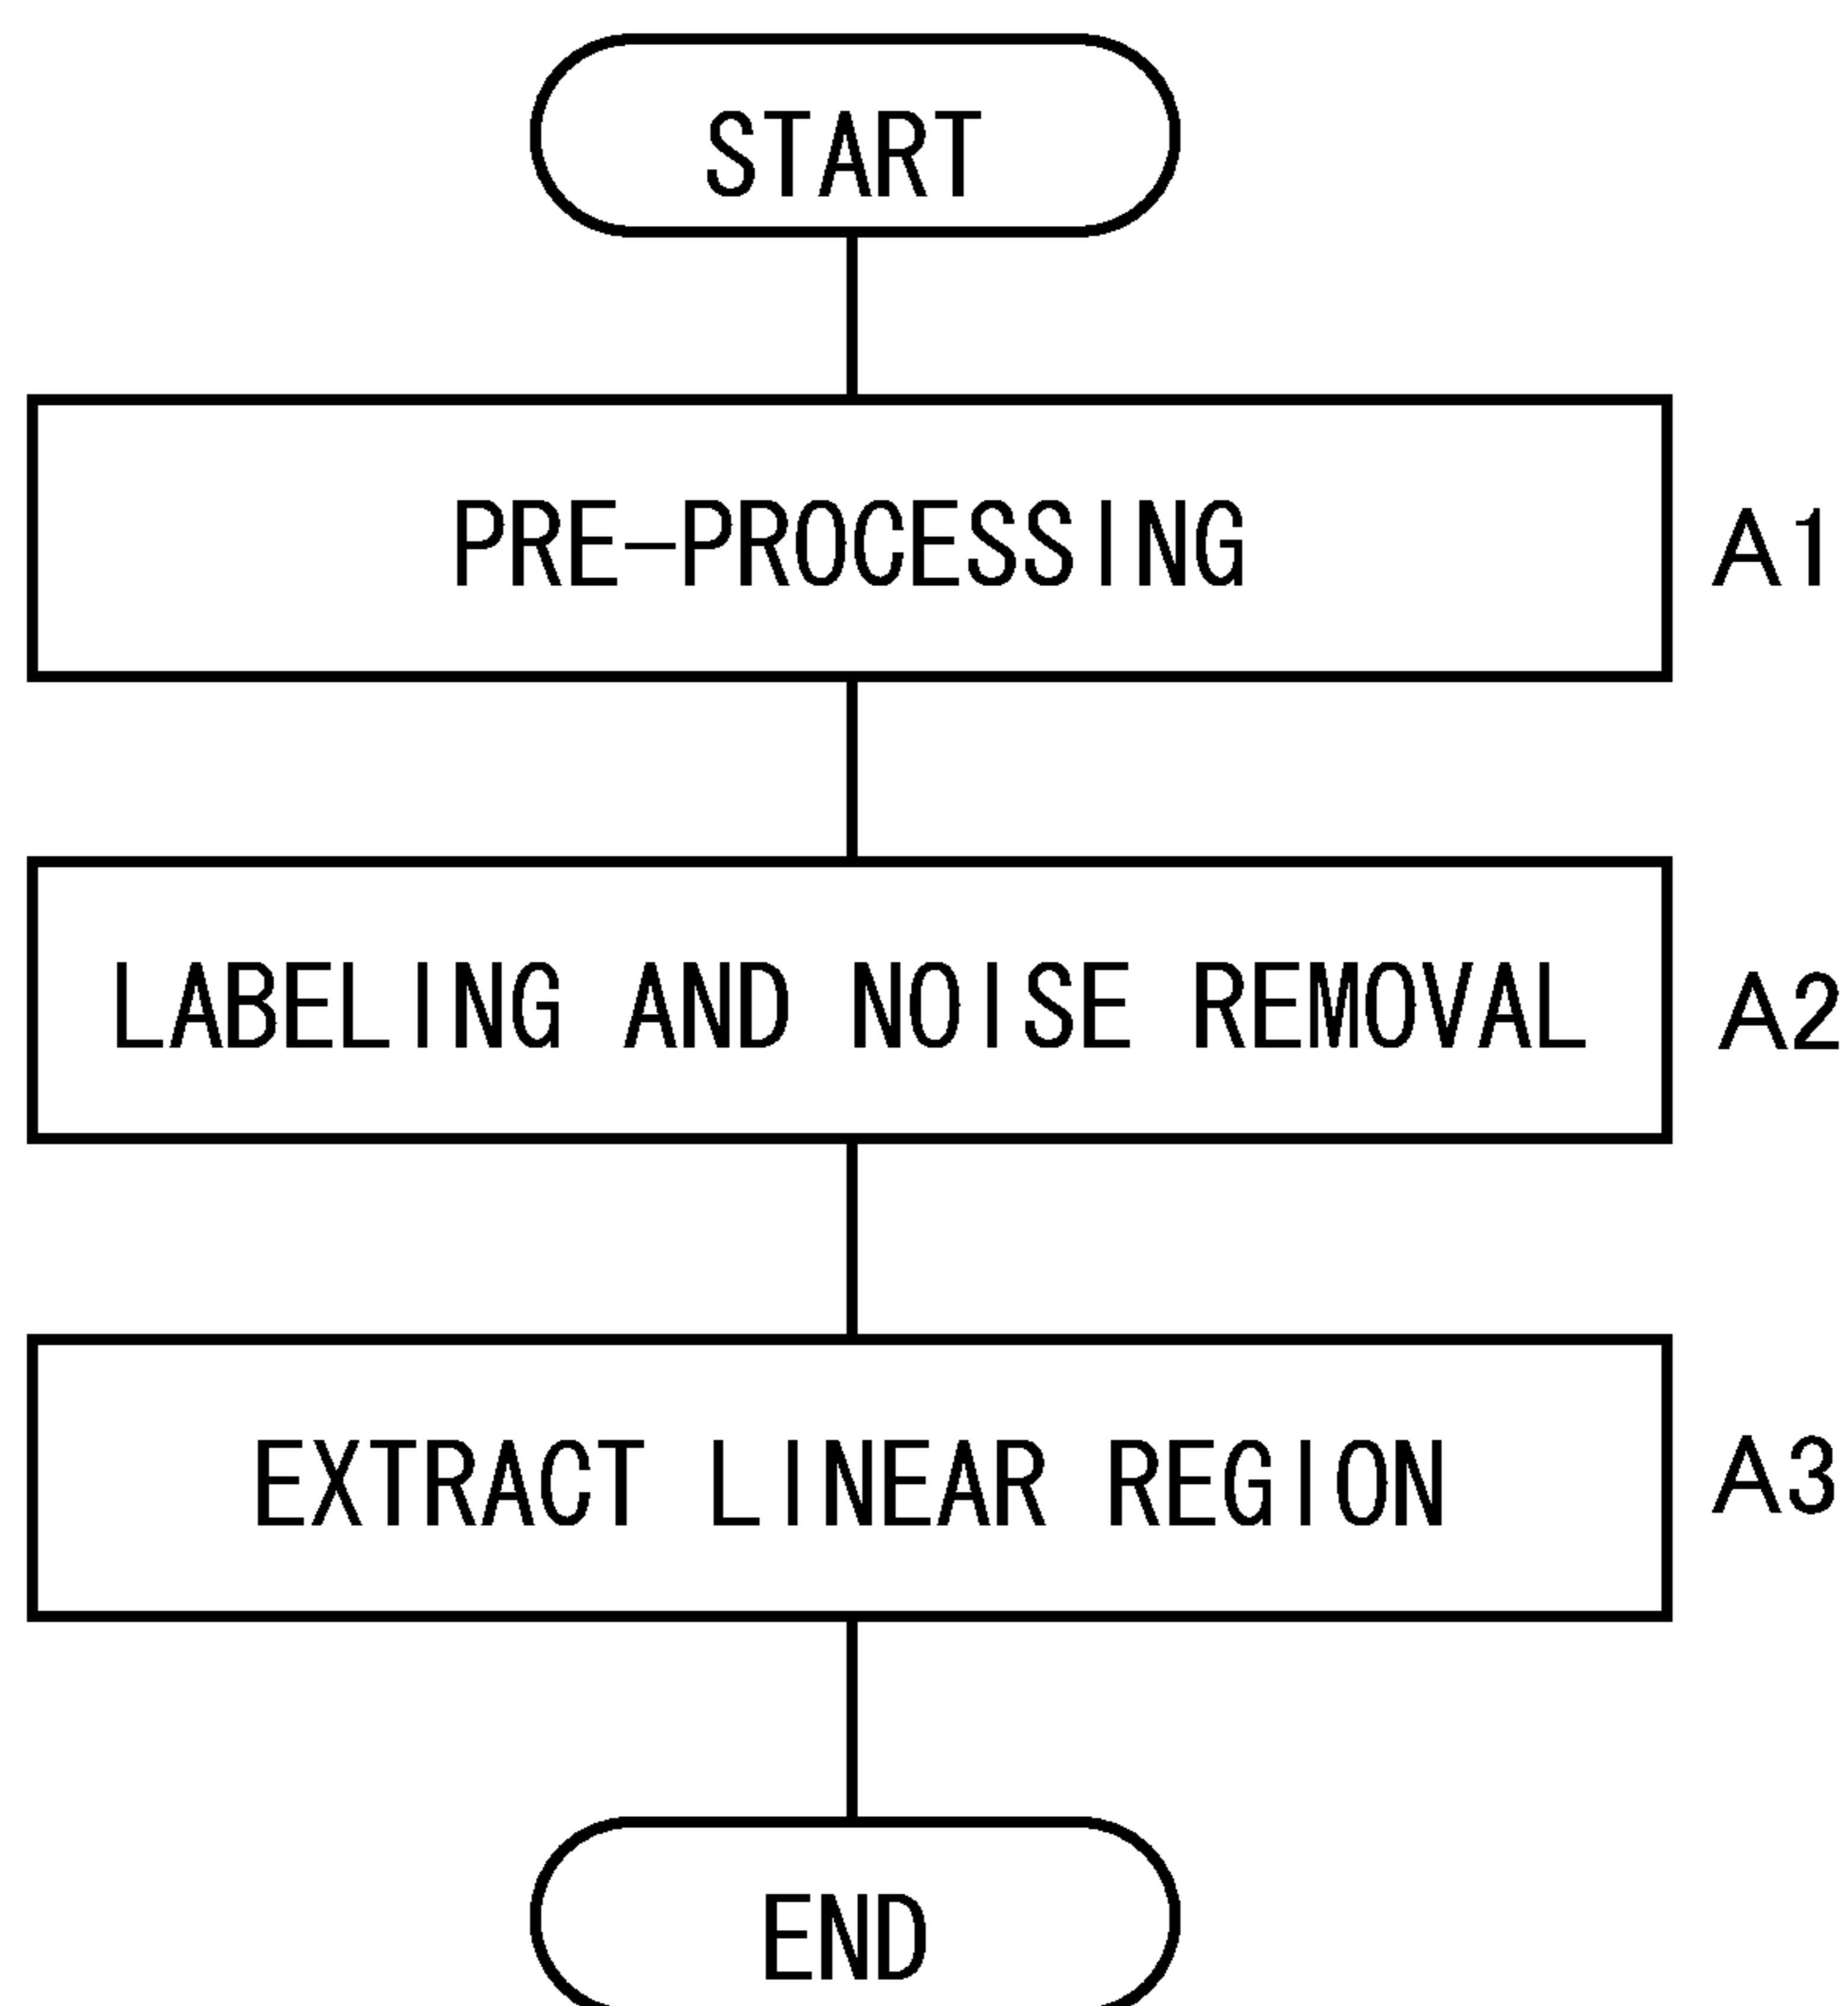 START
PRE-PROCESSING A1
LABELING AND NOISE REMOVAL A2
EXTRACT LINEAR REGION A3
END